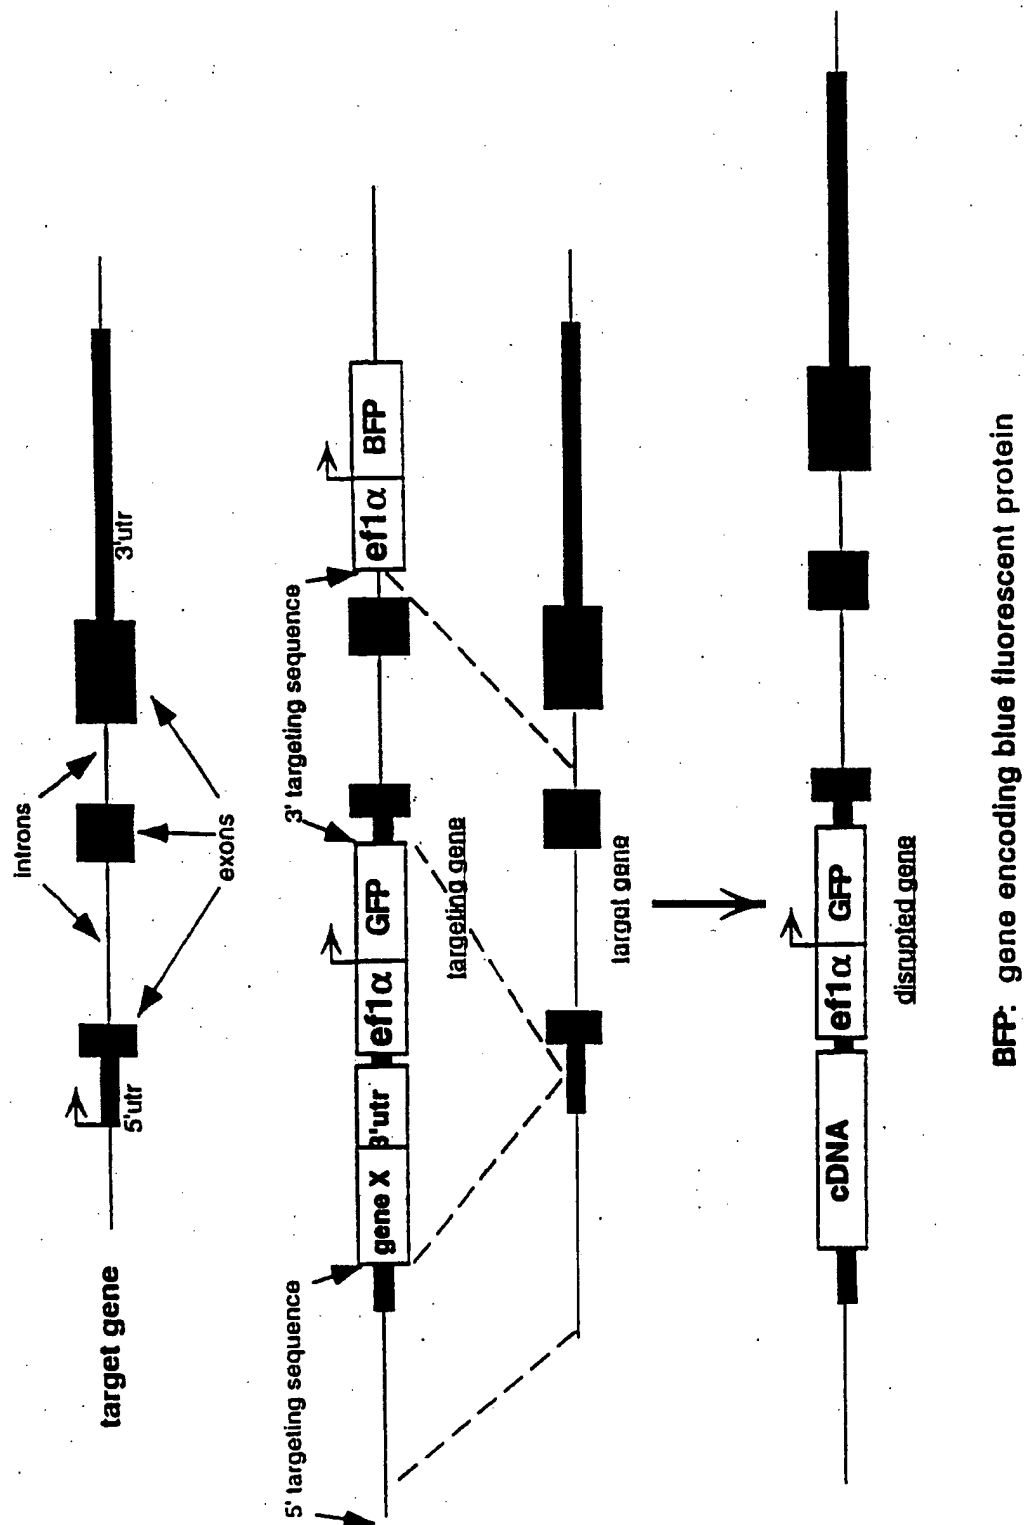 target gene
introns
5'utr
3'utr
exons
5' targeting sequence
3' targeting sequence
gene X
3'utr
ef1α
GFP
ef1α
BFP
targeting gene
target gene
cDNA
ef1α
GFP
disrupted gene
BFP: gene encoding blue fluorescent protein